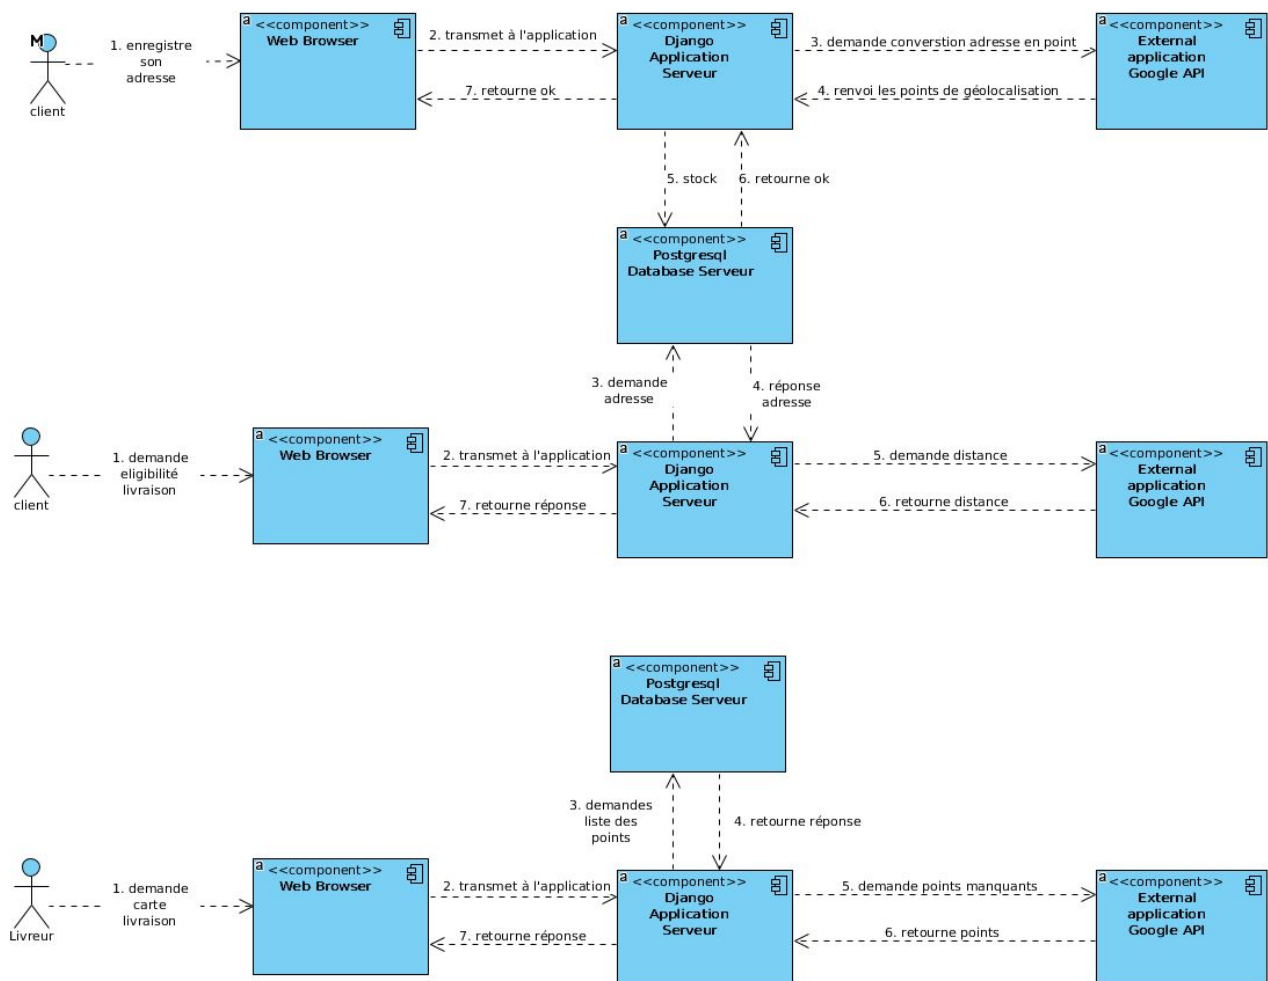 M
client
1. enregistre
son
adresse
a
<<component>>
Web Browser
2. transmet à l'application
7. retourne ok
a
<<component>>
Django
Application
Serveur
3. demande converstion adresse en point
4. renvoi les points de géolocalisation
a
<<component>>
External
application
Google API
5. stock
6. retourne ok
a
<<component>>
Postgresql
Database Serveur
3. demande
adresse
4. réponse
adresse
client
1. demande
eligibilité
livraison
a
<<component>>
Web Browser
2. transmet à l'application
7. retourne réponse
a
<<component>>
Django
Application
Serveur
5. demande distance
6. retourne distance
a
<<component>>
External
application
Google API
a
<<component>>
Postgresql
Database Serveur
3. demandes
liste des
points
4. retourne réponse
Livreur
1. demande
carte
livraison
a
<<component>>
Web Browser
2. transmet à l'application
7. retourne réponse
a
<<component>>
Django
Application
Serveur
5. demande points manquants
6. retourne points
a
<<component>>
External
application
Google API